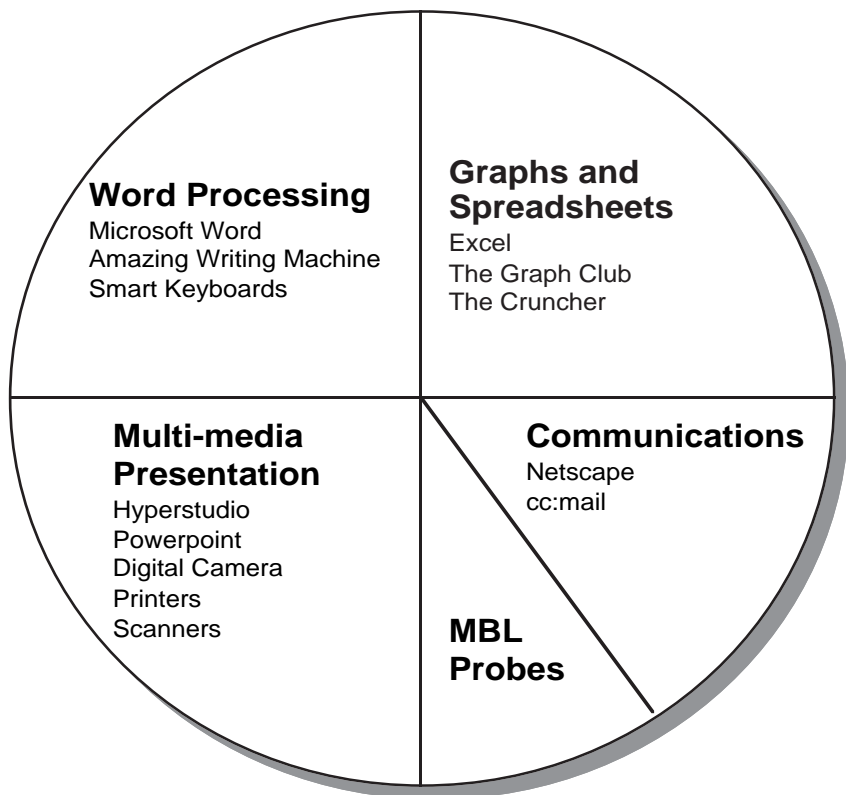 Word Processing
Microsoft Word
Amazing Writing Machine
Smart Keyboards
Graphs and
Spreadsheets
Excel
The Graph Club
The Cruncher
Multi-media
Presentation
Hyperstudio
Powerpoint
Digital Camera
Printers
Scanners
Communications
Netscape
cc:mail
MBL
Probes